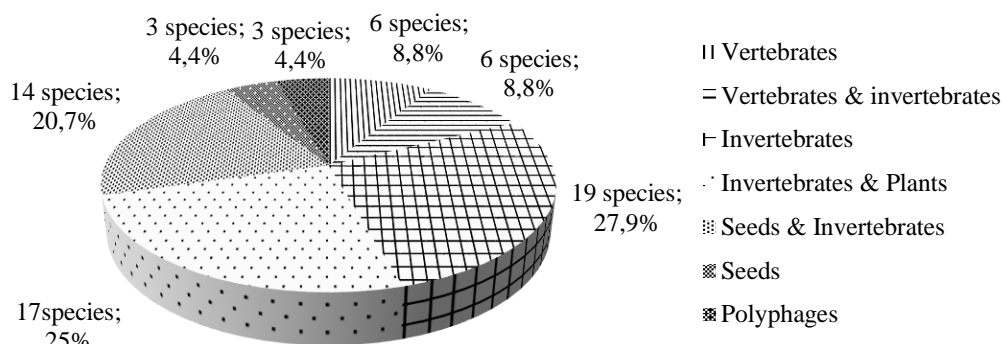 3 species;
4,4%
3 species;
4,4%
6 species;
8,8%
6 species;
8,8%
14 species;
20,7%
19 species;
27,9%
17species;
25%
Vertebrates
Vertebrates & invertebrates
Invertebrates
Invertebrates & Plants
Seeds & Invertebrates
Seeds
Polyphages